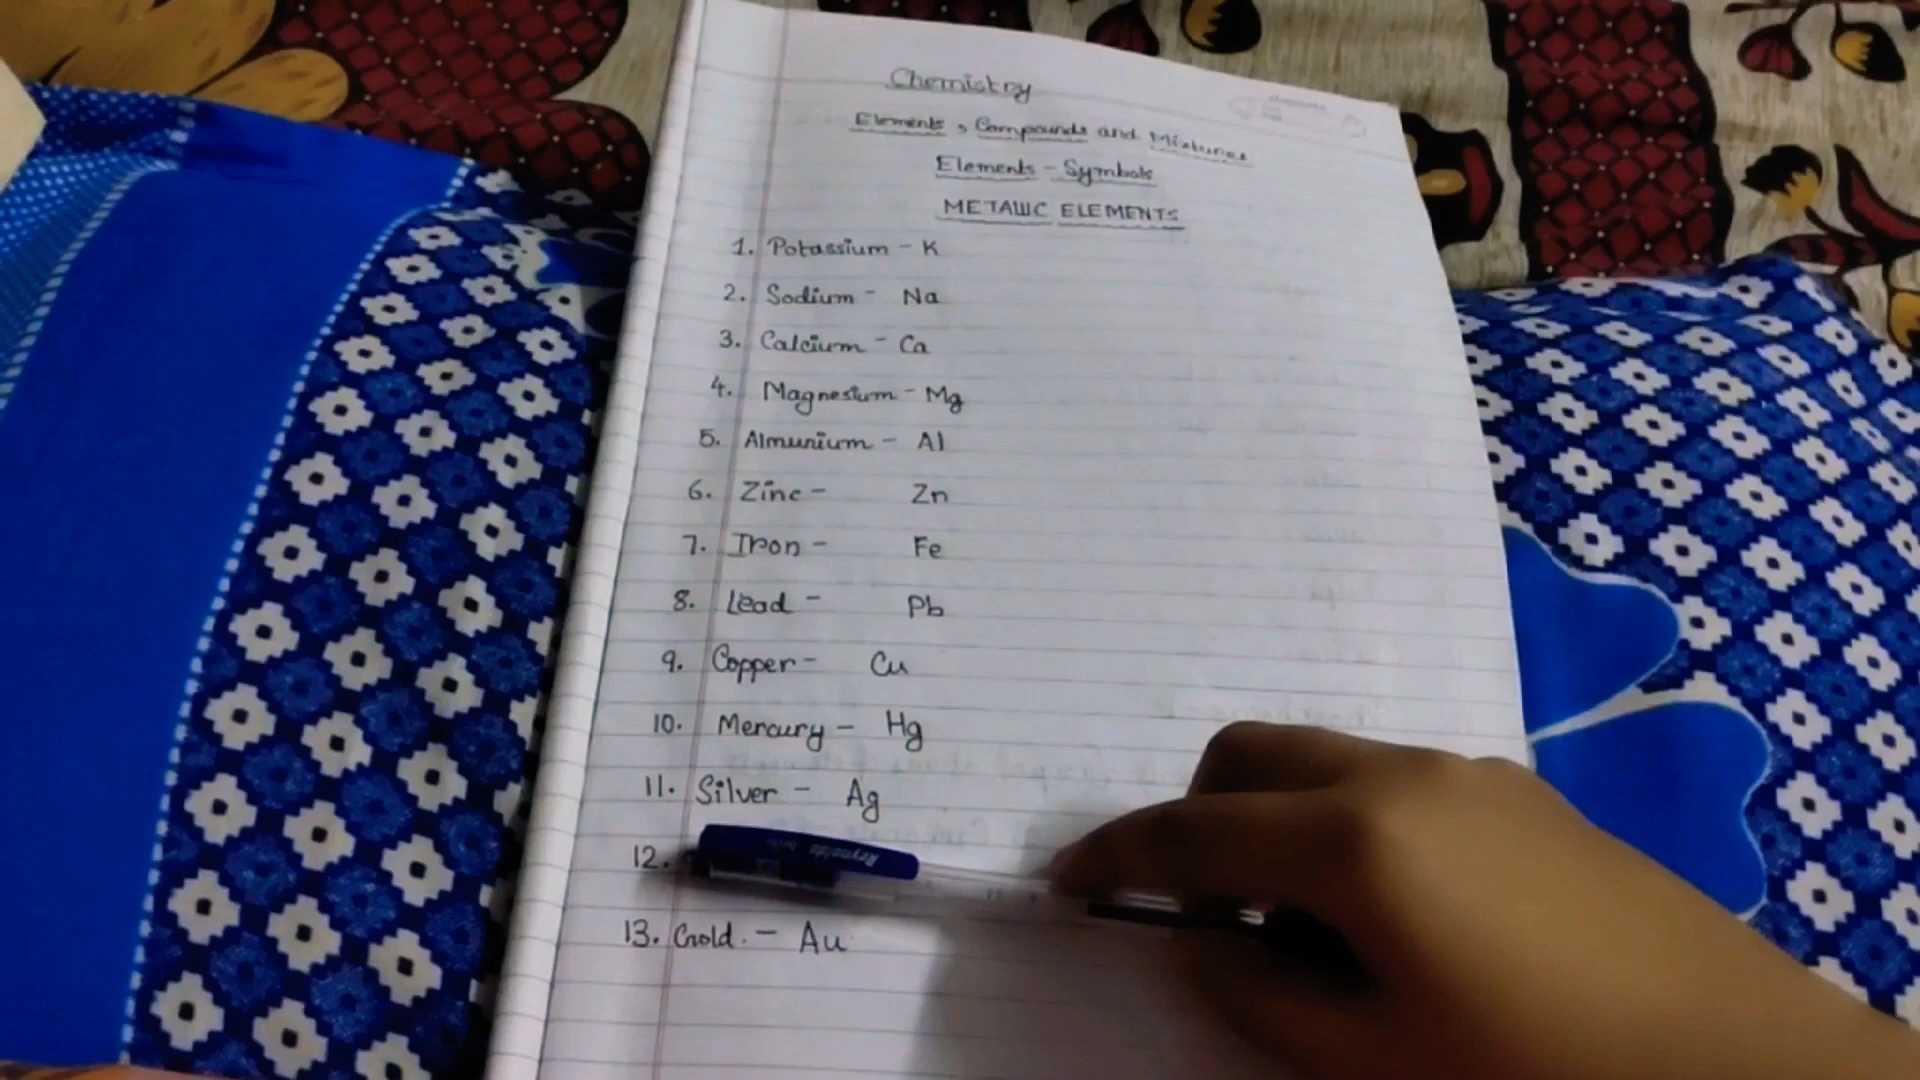 Chemistry
Elements, Compounds and Mixtures
Elements - Symbols
METALLIC ELEMENTS
1. Potassium - K
2. Sodium - Na
3. Calcium - Ca
4. Magnesium - Mg
5. Almunium - Al
6. Zinc - Zn
7. Iron - Fe
8. Lead - Pb
9. Copper - Cu
10. Mercury - Hg
11. Silver - Ag
12.
Reynolds
13. Gold. - Au